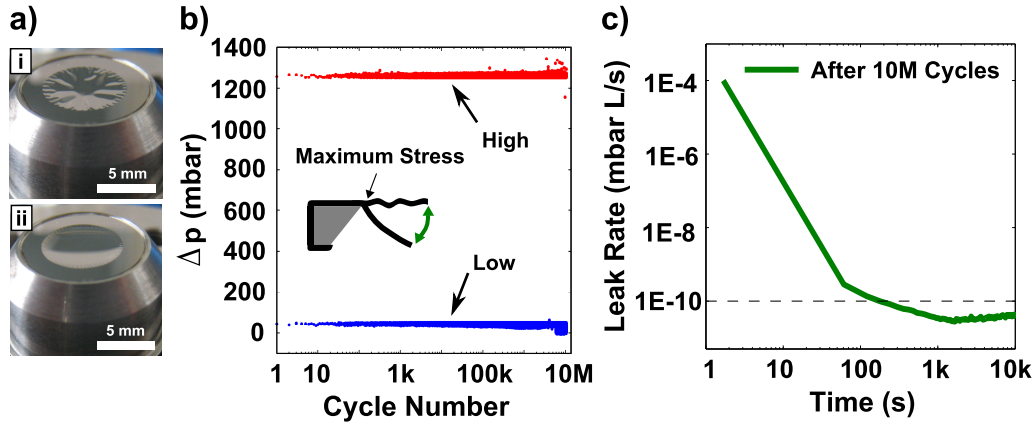 a)
i
5 mm
ii
5 mm
b)
Δp (mbar)
1400
1200
1000
800
600
400
200
0
High
Maximum Stress
Low
1
10
1k
100k
10M
Cycle Number
c)
Leak Rate (mbar L/s)
1E-4
1E-6
1E-8
1E-10
After 10M Cycles
1
10
100
1k
10k
Time (s)